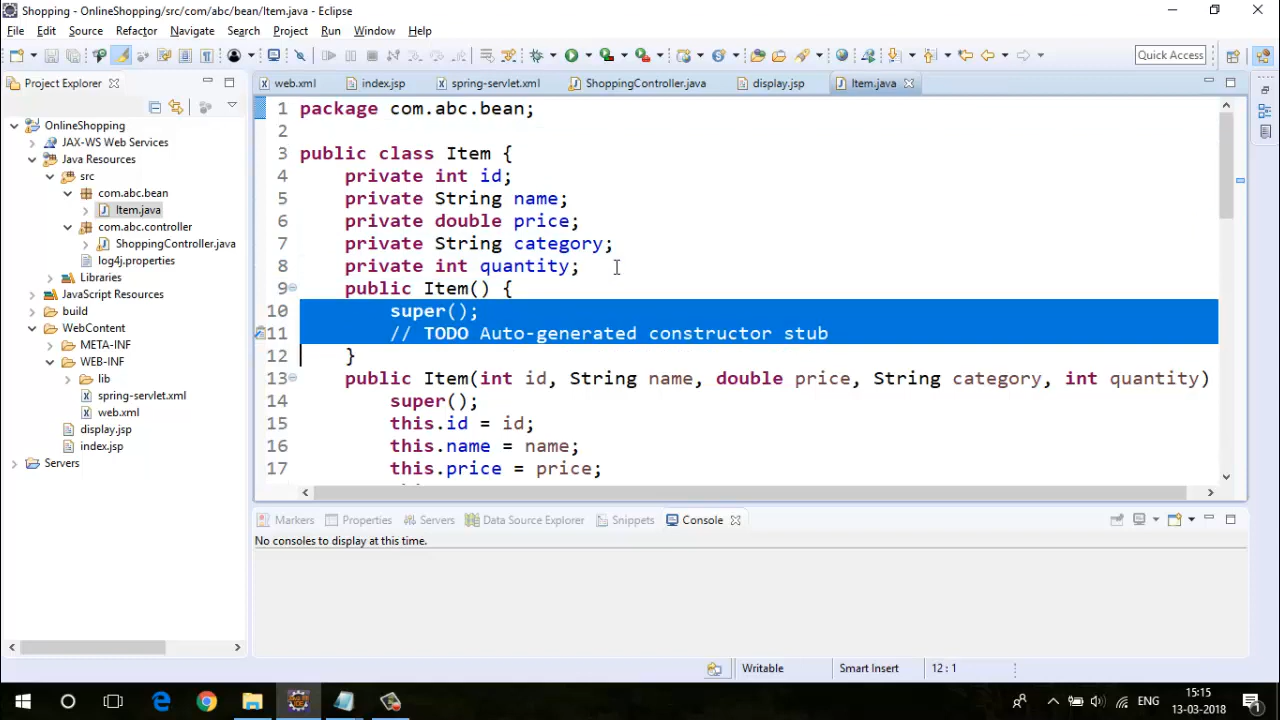 Shopping - OnlineShopping/src/com/abc/bean/Item.java - Eclipse
File Edit Source Refactor Navigate Search Project Run Window Help
Quick Access
Project Explorer
web.xml index.jsp spring-servlet.xml ShoppingController.java display.jsp Item.java
OnlineShopping
JAX-WS Web Services
Java Resources
src
com.abc.bean
Item.java
com.abc.controller
ShoppingController.java
log4j.properties
Libraries
JavaScript Resources
build
WebContent
META-INF
WEB-INF
lib
spring-servlet.xml
web.xml
display.jsp
index.jsp
Servers
1 package com.abc.bean;
2
3 public class Item {
4 private int id;
5 private String name;
6 private double price;
7 private String category;
8 private int quantity;
9 public Item() {
10 super();
11 // TODO Auto-generated constructor stub
12 }
13 public Item(int id, String name, double price, String category, int quantity)
14 super();
15 this.id = id;
16 this.name = name;
17 this.price = price;
Markers Properties Servers Data Source Explorer Snippets Console
No consoles to display at this time.
Writable Smart Insert 12 : 1
ENG
15:15
13-03-2018
1